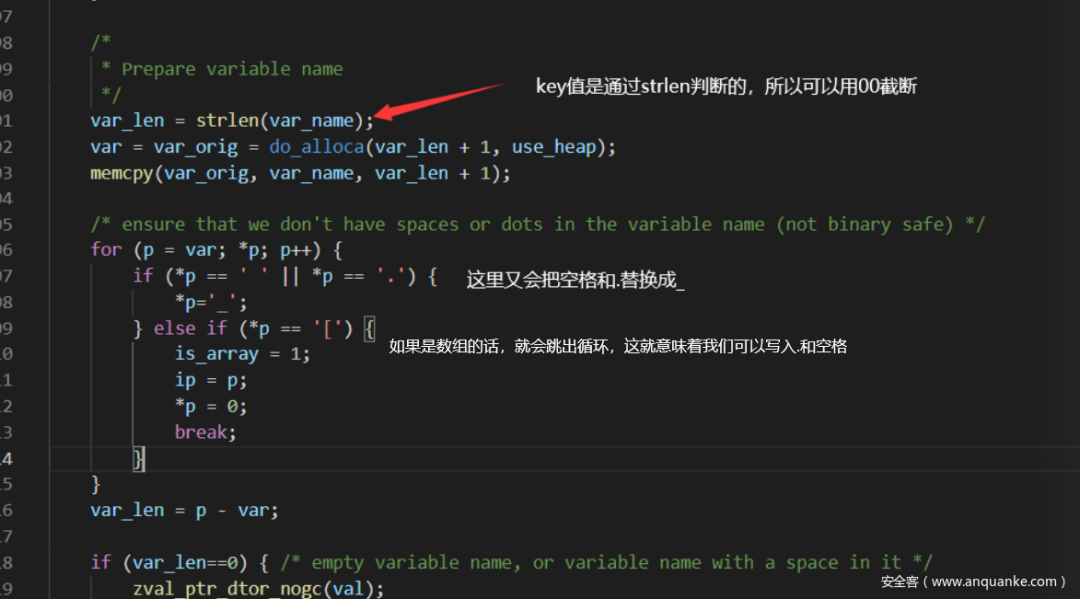 07
08 /*
09 * Prepare variable name
00 */
01 var_len = strlen(var_name);
key值是通过strlen判断的，所以可以用00截断
02 var = var_orig = do_alloca(var_len + 1, use_heap);
03 memcpy(var_orig, var_name, var_len + 1);
04
05 /* ensure that we don't have spaces or dots in the variable name (not binary safe) */
06 for (p = var; *p; p++) {
07 if (*p == ' ' || *p == '.') {
这里又会把空格和.替换成_
08 *p='_';
09 } else if (*p == '[') {
如果是数组的话，就会跳出循环，这就意味着我们可以写入.和空格
10 is_array = 1;
11 ip = p;
12 *p = 0;
13 break;
14 }
15 }
16 var_len = p - var;
17
18 if (var_len==0) { /* empty variable name, or variable name with a space in it */
19 zval_ptr_dtor_nogc(val);
安全客（www.anquanke.com）